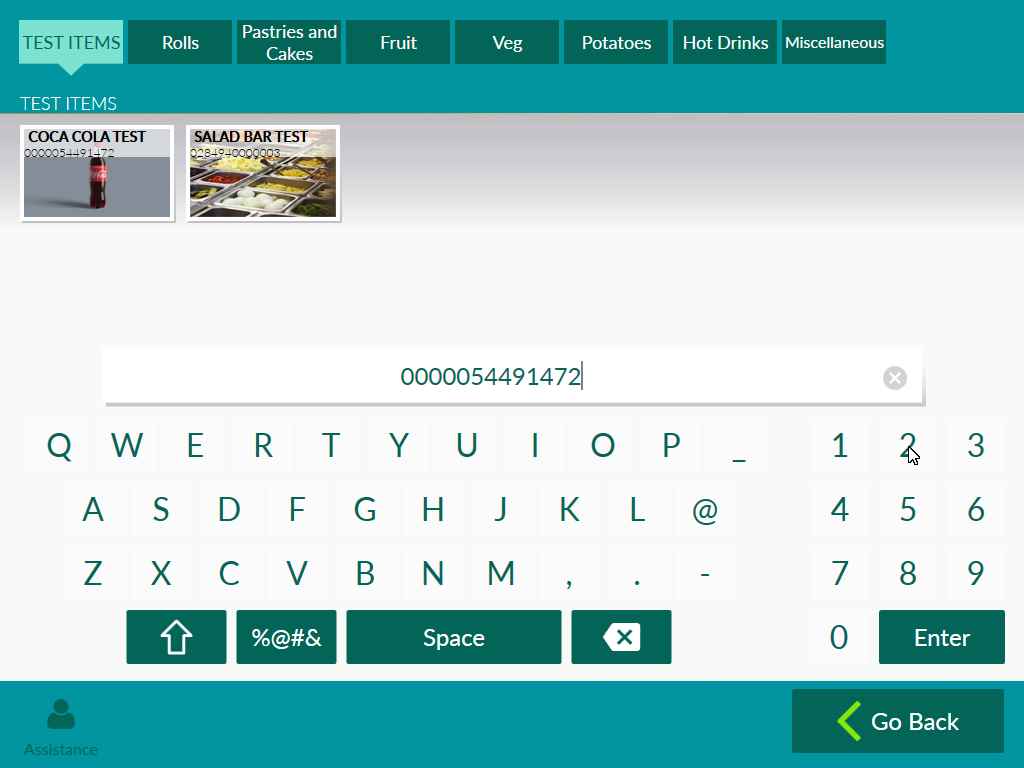 TEST ITEMS
Rolls
Pastries and
Cakes
Fruit
Veg
Potatoes
Hot Drinks
Miscellaneous
TEST ITEMS
COCA COLA TEST
0000054491472
SALAD BAR TEST
0284940000003
0000054491472
Q W E R T Y U I O P _ 1 2 3
A S D F G H J K L @ 4 5 6
Z X C V B N M , . - 7 8 9
%@#& Space 0 Enter
Assistance
Go Back